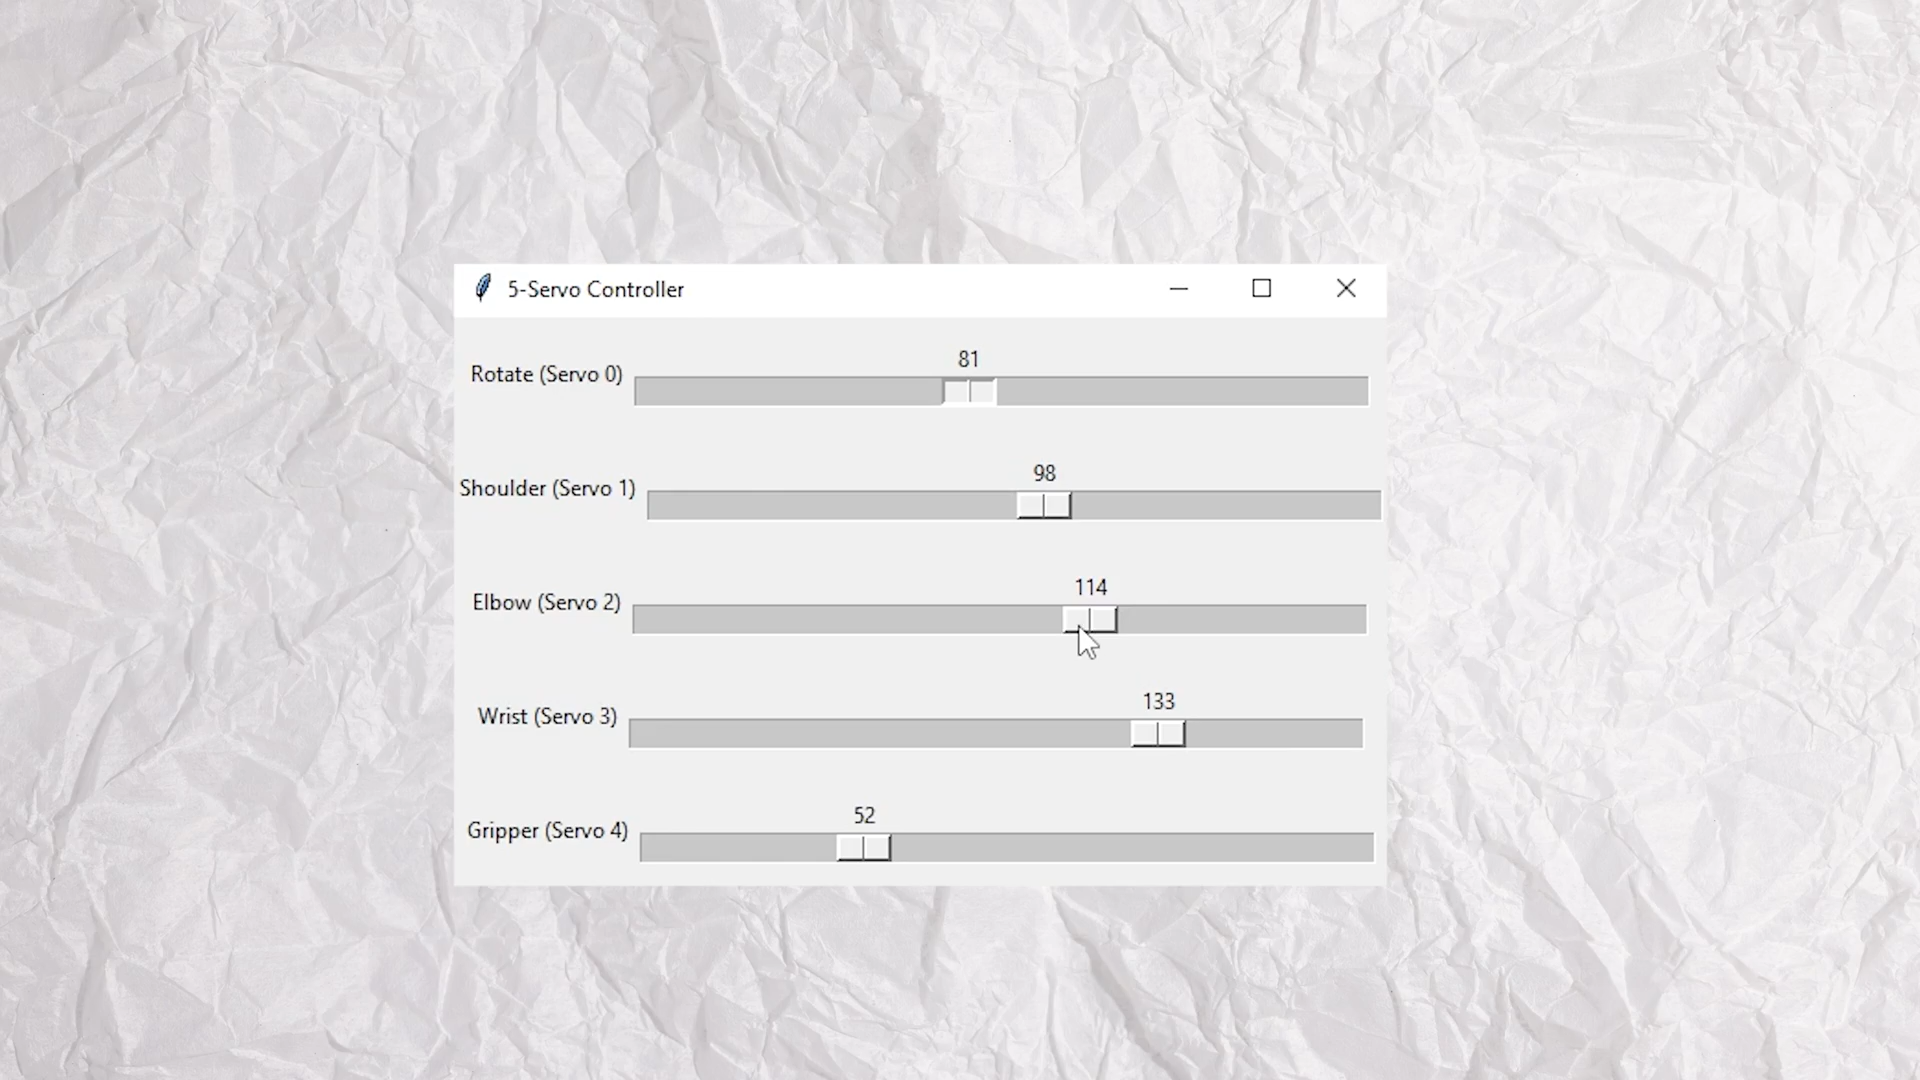 5-Servo Controller
81
Rotate (Servo 0)
98
Shoulder (Servo 1)
114
Elbow (Servo 2)
133
Wrist (Servo 3)
52
Gripper (Servo 4)